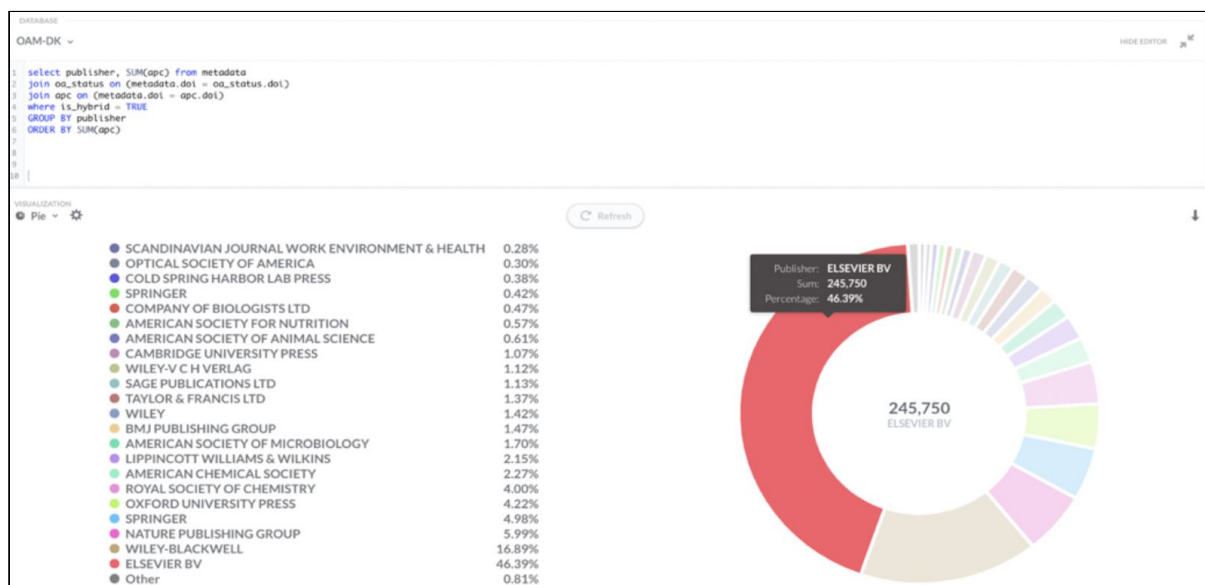 DATABASE
OAM-DK
HIDE EDITOR
1 select publisher, SUM(apc) from metadata
2 join oa_status on (metadata.doi = oa_status.doi)
3 join apc on (metadata.doi = apc.doi)
4 where is_hybrid = TRUE
5 GROUP BY publisher
6 ORDER BY SUM(apc)
7
8
9
10
VISUALIZATION
Pie
Refresh
SCANDINAVIAN JOURNAL WORK ENVIRONMENT & HEALTH 0.28%
OPTICAL SOCIETY OF AMERICA 0.30%
COLD SPRING HARBOR LAB PRESS 0.38%
SPRINGER 0.42%
COMPANY OF BIOLOGISTS LTD 0.47%
AMERICAN SOCIETY FOR NUTRITION 0.57%
AMERICAN SOCIETY OF ANIMAL SCIENCE 0.61%
CAMBRIDGE UNIVERSITY PRESS 1.07%
WILEY-V C H VERLAG 1.12%
SAGE PUBLICATIONS LTD 1.13%
TAYLOR & FRANCIS LTD 1.37%
WILEY 1.42%
BMJ PUBLISHING GROUP 1.47%
AMERICAN SOCIETY OF MICROBIOLOGY 1.70%
LIPPINCOTT WILLIAMS & WILKINS 2.15%
AMERICAN CHEMICAL SOCIETY 2.27%
ROYAL SOCIETY OF CHEMISTRY 4.00%
OXFORD UNIVERSITY PRESS 4.22%
SPRINGER 4.98%
NATURE PUBLISHING GROUP 5.99%
WILEY-BLACKWELL 16.89%
ELSEVIER BV 46.39%
Other 0.81%
Publisher: ELSEVIER BV
Sum: 245,750
Percentage: 46.39%
245,750
ELSEVIER BV